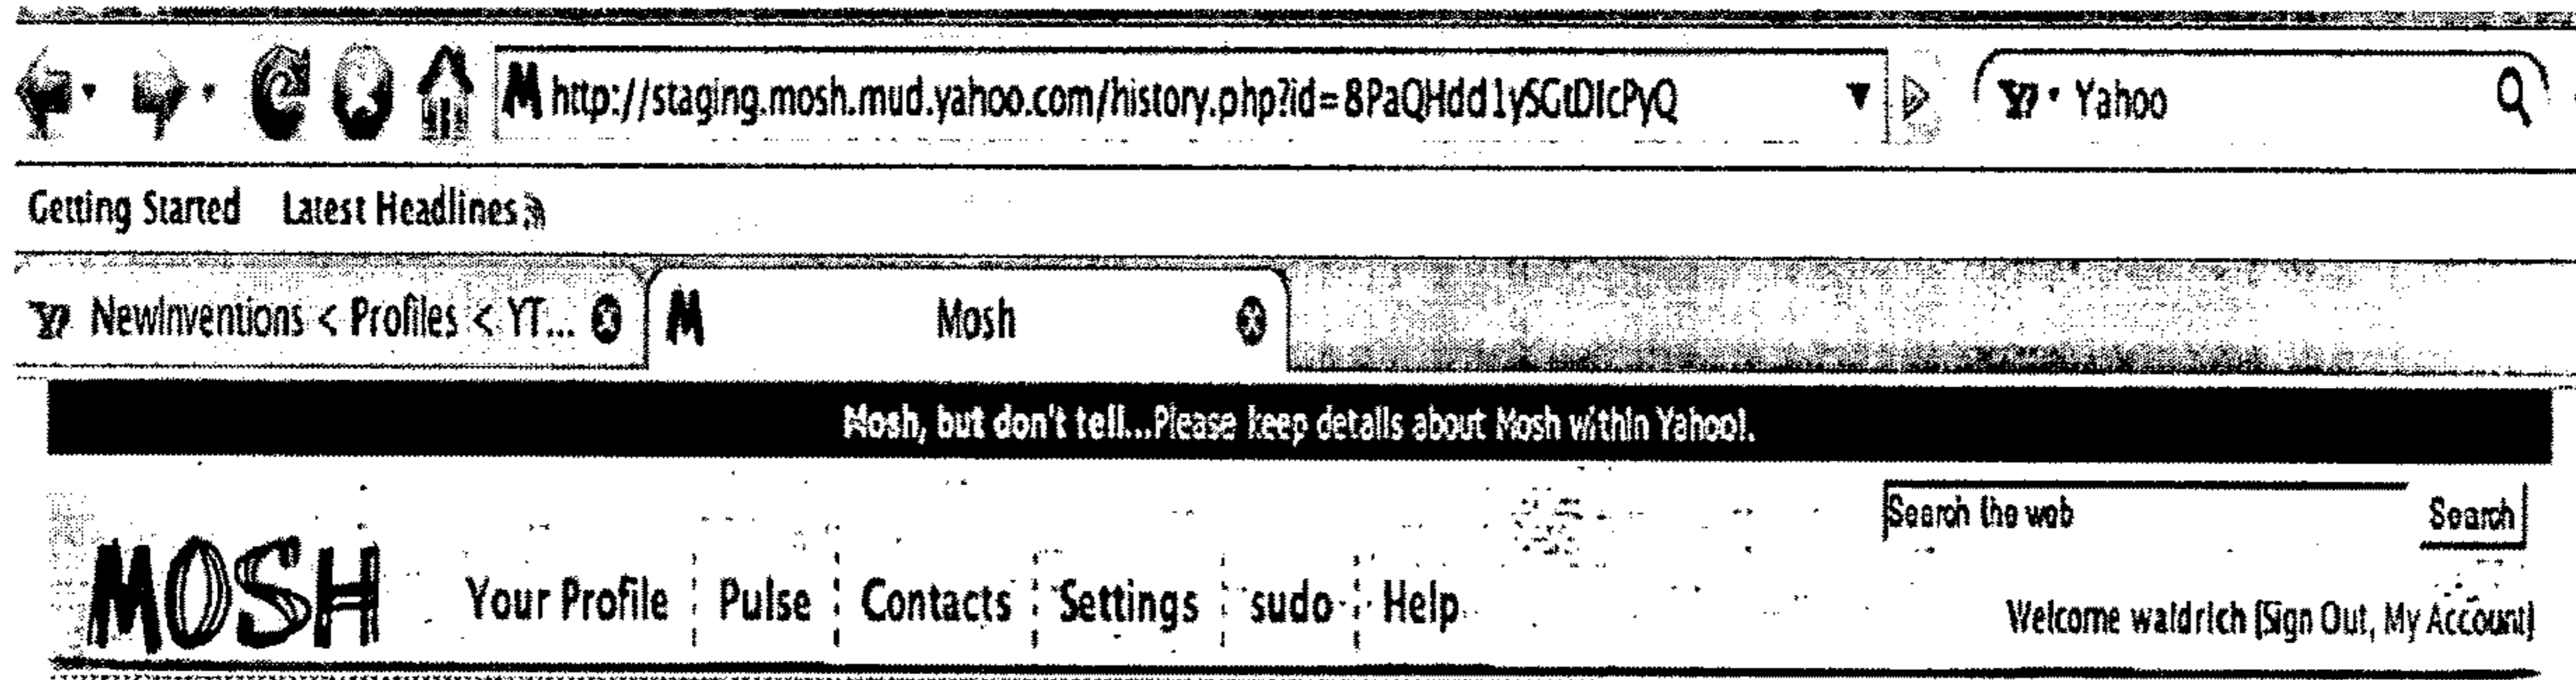 M http://staging.mosh.mud.yahoo.com/history.php?id=8PaQHdd1ySGtDIcPyQ Y! Yahoo
Getting Started Latest Headlines
Y! NewInventions < Profiles < YT... M Mosh
Mosh, but don't tell...Please keep details about Mosh within Yahoo!.
Search the web Search
MOSH Your Profile Pulse Contacts Settings sudo Help
Welcome waldrich [Sign Out, My Account]